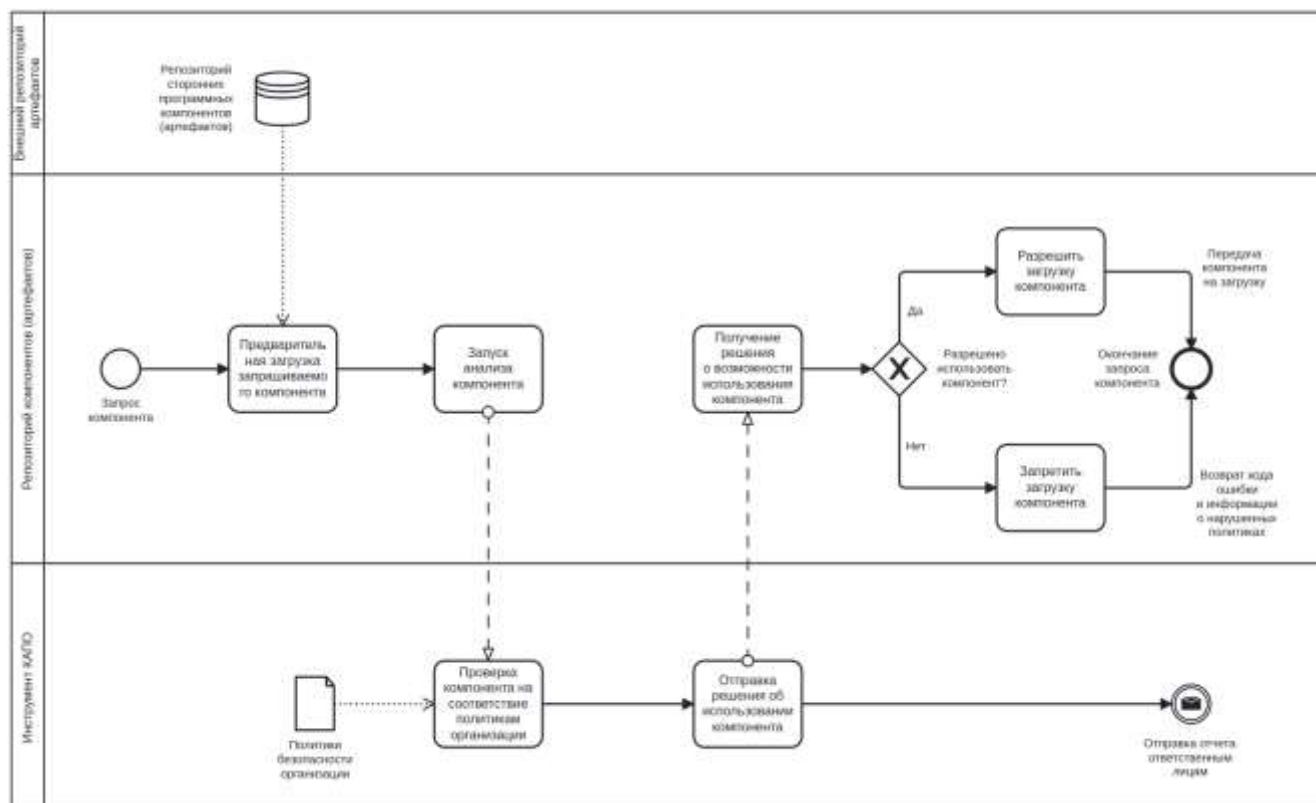 Внешний репозиторий
артефактов
Репозиторий
сторонних
программных
компонентов
(артефактов)
Репозиторий компонентов (артефактов)
Запрос
компонента
Предваритель
ная загрузка
запрашиваемо
го компонента
Запуск
анализа
компонента
Получение
решения
о возможности
использования
компонента
Да
Нет
Разрешено
использовать
компонент?
Разрешить
загрузку
компонента
Запретить
загрузку
компонента
Передача
компонента
на загрузку
Окончание
запроса
компонента
Возврат кода
ошибки
и информации
о нарушенных
политиках
Инструмент КАПО
Политики
безопасности
организации
Проверка
компонента на
соответствие
политикам
организации
Отправка
решения об
использовании
компонента
Отправка отчета
ответственным
лицам